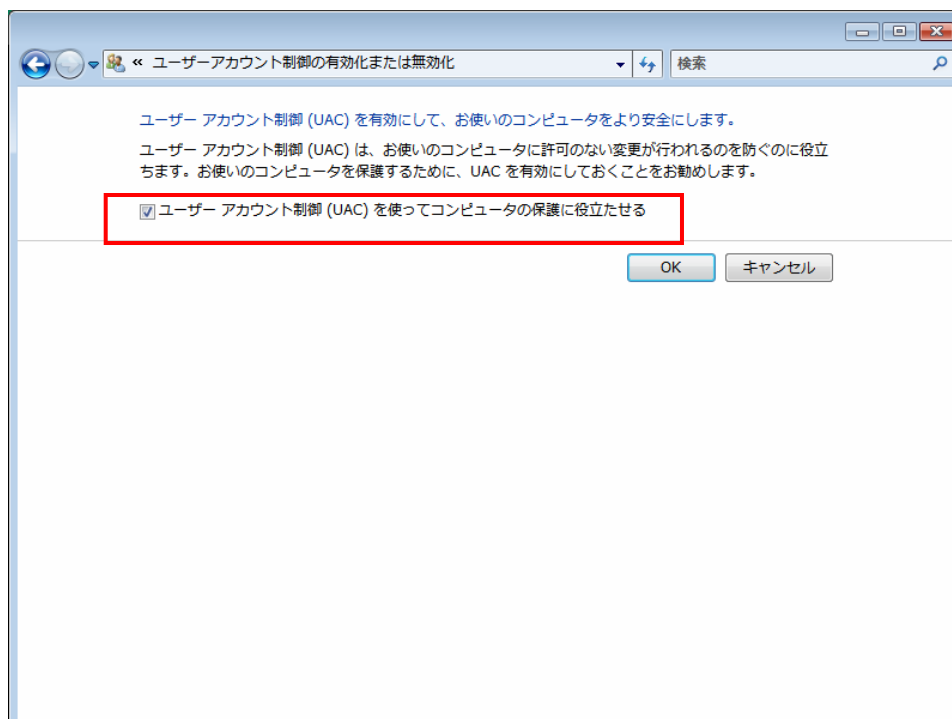 « ユーザーアカウント制御の有効化または無効化
検索
ユーザー アカウント制御 (UAC) を有効にして、お使いのコンピュータをより安全にします。
ユーザー アカウント制御 (UAC) は、お使いのコンピュータに許可のない変更が行われるのを防ぐのに役立
ちます。お使いのコンピュータを保護するために、UAC を有効にしておくことをお勧めします。
ユーザー アカウント制御 (UAC) を使ってコンピュータの保護に役立たせる
OK
キャンセル